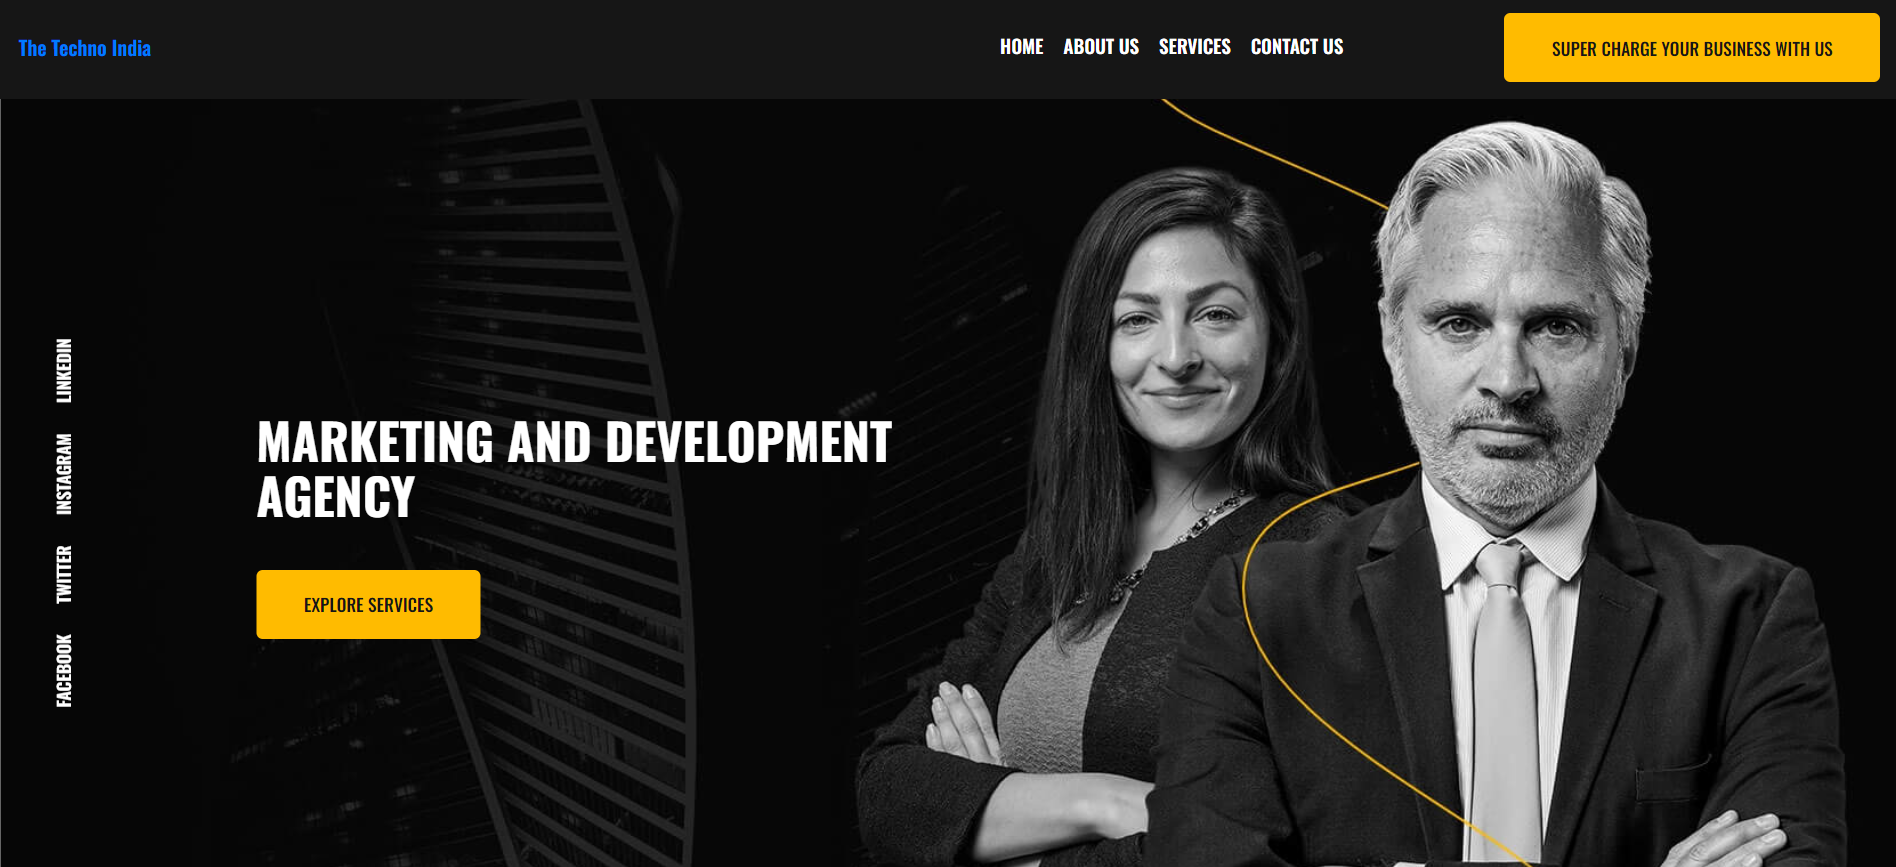 The Techno India
HOME ABOUT US SERVICES CONTACT US
SUPER CHARGE YOUR BUSINESS WITH US
LINKEDIN
INSTAGRAM
TWITTER
FACEBOOK
MARKETING AND DEVELOPMENT
AGENCY
EXPLORE SERVICES